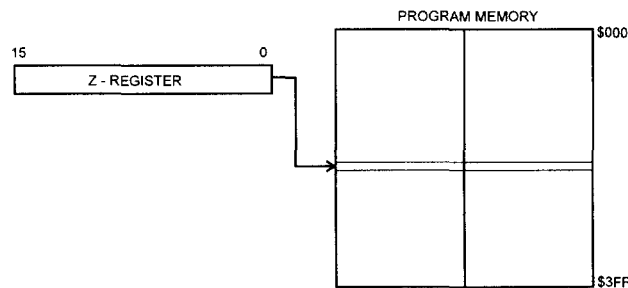 PROGRAM MEMORY
$000
15 0
Z - REGISTER
$3FF